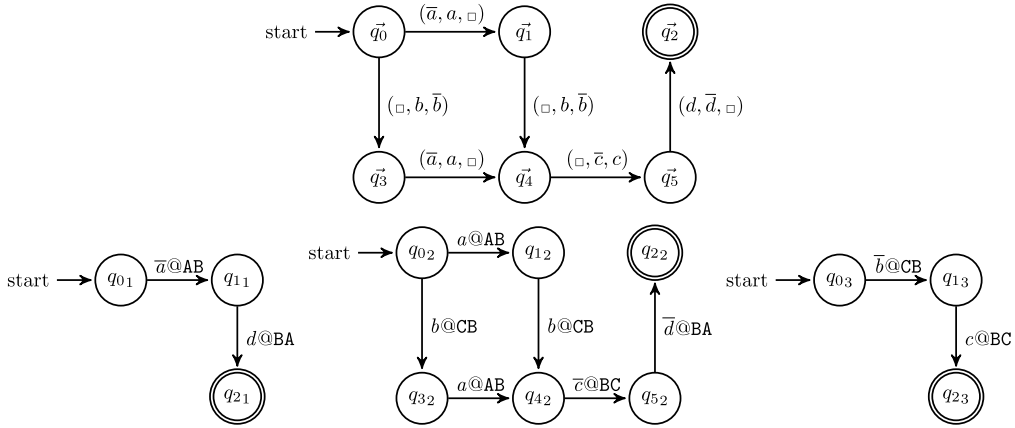 (a̅, a, □)
start q⃗0 q⃗1 q⃗2
(□, b, b̅) (□, b, b̅) (d, d̅, □)
(a̅, a, □) (□, c̅, c)
q⃗3 q⃗4 q⃗5
start q01 a̅@AB q11
d@BA
q21
start q02 a@AB q12 q22
b@CB b@CB d̅@BA
q32 a@AB q42 c̅@BC q52
start q03 b̅@CB q13
c@BC
q23